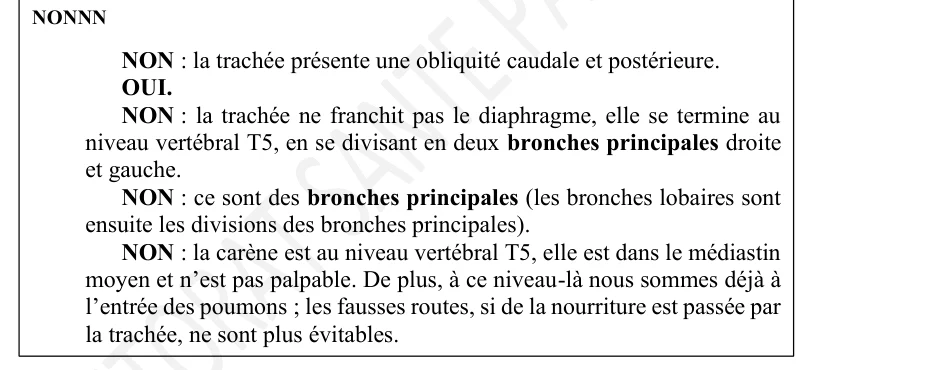 NONNN
NON : la trachée présente une obliquité caudale et postérieure.
OUI.
NON : la trachée ne franchit pas le diaphragme, elle se termine au
niveau vertébral T5, en se divisant en deux bronches principales droite
et gauche.
NON : ce sont des bronches principales (les bronches lobaires sont
ensuite les divisions des bronches principales).
NON : la carène est au niveau vertébral T5, elle est dans le médiastin
moyen et n’est pas palpable. De plus, à ce niveau-là nous sommes déjà à
l’entrée des poumons ; les fausses routes, si de la nourriture est passée par
la trachée, ne sont plus évitables.